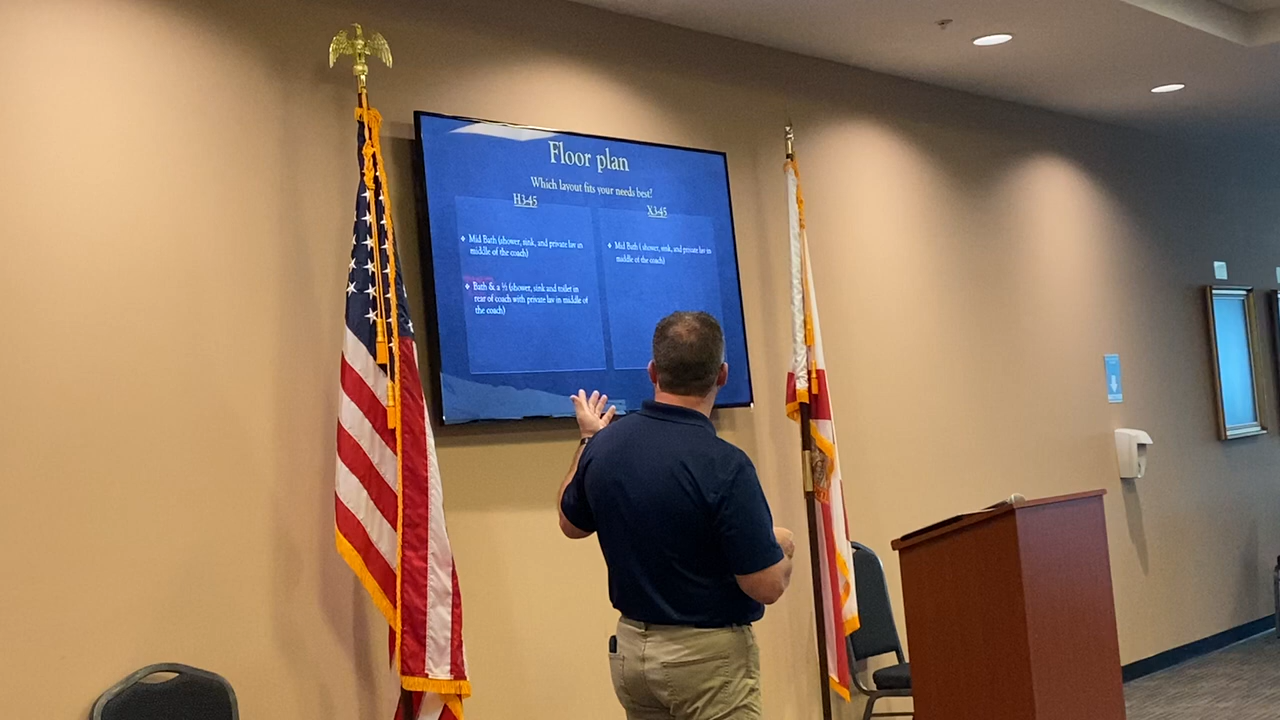 Floor plan
Which layout fits your needs best?
H3-45
❖ Mid Bath (shower, sink, and private lav in
middle of the coach)
❖ Bath & a ½ (shower, sink and toilet in
rear of coach with private lav in middle of
the coach)
X3-45
❖ Mid Bath ( shower, sink, and private lav in
middle of the coach)